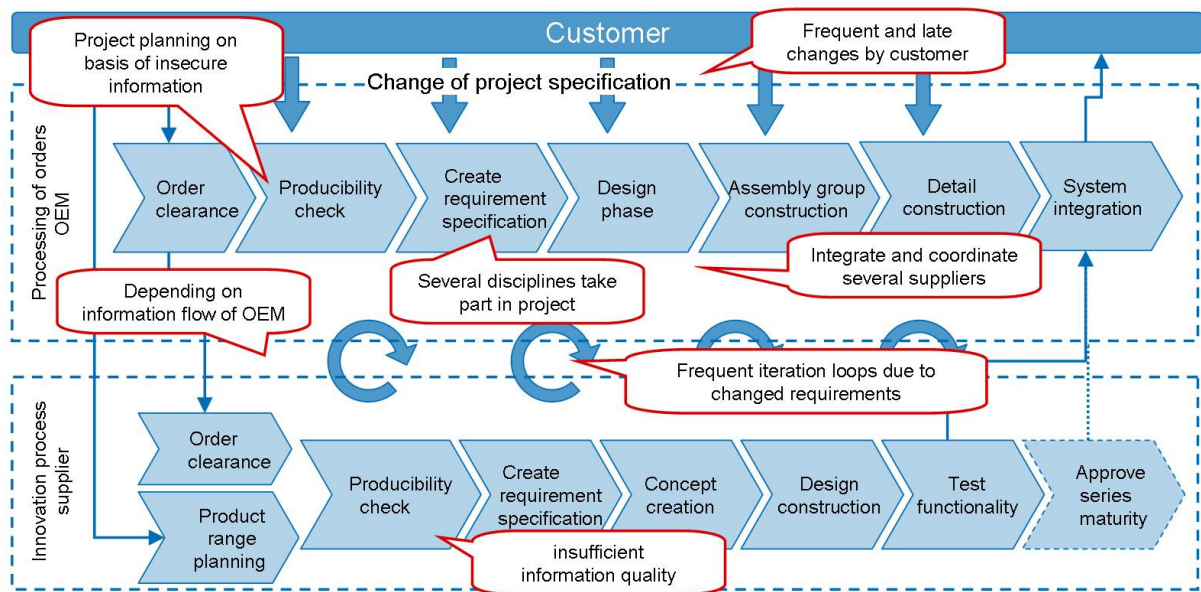 Customer
Project planning on
basis of insecure
information
Frequent and late
changes by customer
Change of project specification
Processing of orders
OEM
Order
clearance
Producibility
check
Create
requirement
specification
Design
phase
Assembly group
construction
Detail
construction
System
integration
Depending on
information flow of OEM
Several disciplines take
part in project
Integrate and coordinate
several suppliers
Frequent iteration loops due to
changed requirements
Innovation process
supplier
Order
clearance
Product
range
planning
Producibility
check
Create
requirement
specification
Concept
creation
Design
construction
Test
functionality
Approve
series
maturity
insufficient
information quality